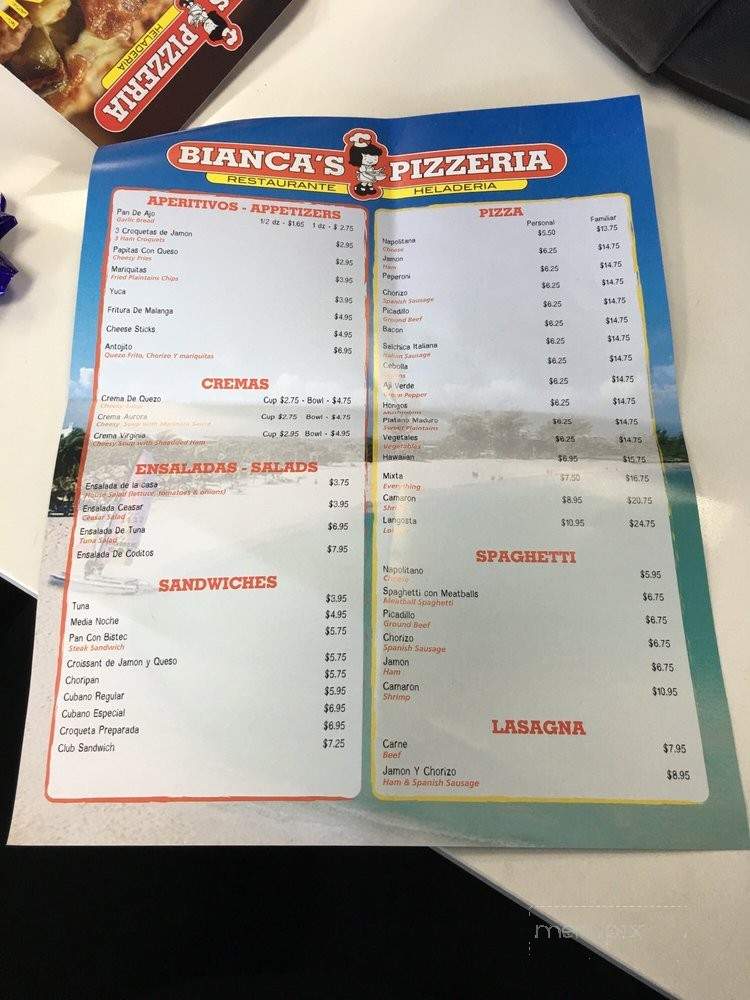 PIZZERIA
HELADERIA
BIANCA'S PIZZERIA
RESTAURANTE HELADERIA
APERITIVOS - APPETIZERS
Pan De Ajo 1/2 dz - $1.65 1 dz - $ 2.75
Garlic Bread
3 Croquetas de Jamon $2.95
3 Ham Croquets
Papitas Con Queso $2.95
Cheesy Fries
Mariquitas $3.95
Fried Plaintains Chips
Yuca $3.95
Fritura De Malanga $4.95
Cheese Sticks $4.95
Antojito $6.95
Quezo Frito, Chorizo Y mariquitas
CREMAS
Crema De Quezo Cup $2.75 - Bowl - $4.75
Crema Aurora Cup $2.75 Bowl - $4.75
Cheesy Soup with Marinara Sauce
Crema Virginia Cup $2.95 Bowl - $4.95
Cheesy Soup with Shredded Ham
ENSALADAS - SALADS
Ensalada de la casa $3.75
House Salad (lettuce, tomatoes & onions)
Ensalada Ceasar $3.95
Ceasar Salad
Ensalada De Tuna $6.95
Tuna Salad
Ensalada De Coditos $7.95
SANDWICHES
Tuna $3.95
Media Noche $4.95
Pan Con Bistec $5.75
Steak Sandwich
Croissant de Jamon y Queso $5.75
Choripan $5.75
Cubano Regular $5.95
Cubano Especial $6.95
Croqueta Preparada $6.95
Club Sandwich $7.25
PIZZA
Personal Familiar
Napolitana $5.50 $13.75
Cheese
Jamon $6.25 $14.75
Ham
Peperoni $6.25 $14.75
Chorizo $6.25 $14.75
Spanish Sausage
Picadillo $6.25 $14.75
Ground Beef
Bacon $6.25 $14.75
Salchica Italiana $6.25 $14.75
Italian Sausage
Cebolla $6.25 $14.75
Aji Verde $6.25 $14.75
Green Pepper
Hongos $6.25 $14.75
Mushrooms
Platano Maduro $6.25 $14.75
Sweet Plaintains
Vegetales $6.25 $14.75
Vegetables
Hawaiian $6.95 $15.75
Mixta $7.50 $16.75
Everything
Camaron $8.95 $20.75
Langosta $10.95 $24.75
SPAGHETTI
Napolitano $5.95
Cheese
Spaghetti con Meatballs $6.75
Meatball Spaghetti
Picadillo $6.75
Ground Beef
Chorizo $6.75
Spanish Sausage
Jamon $6.75
Ham
Camaron $10.95
Shrimp
LASAGNA
Carne $7.95
Beef
Jamon Y Chorizo $8.95
Ham & Spanish Sausage
menupix